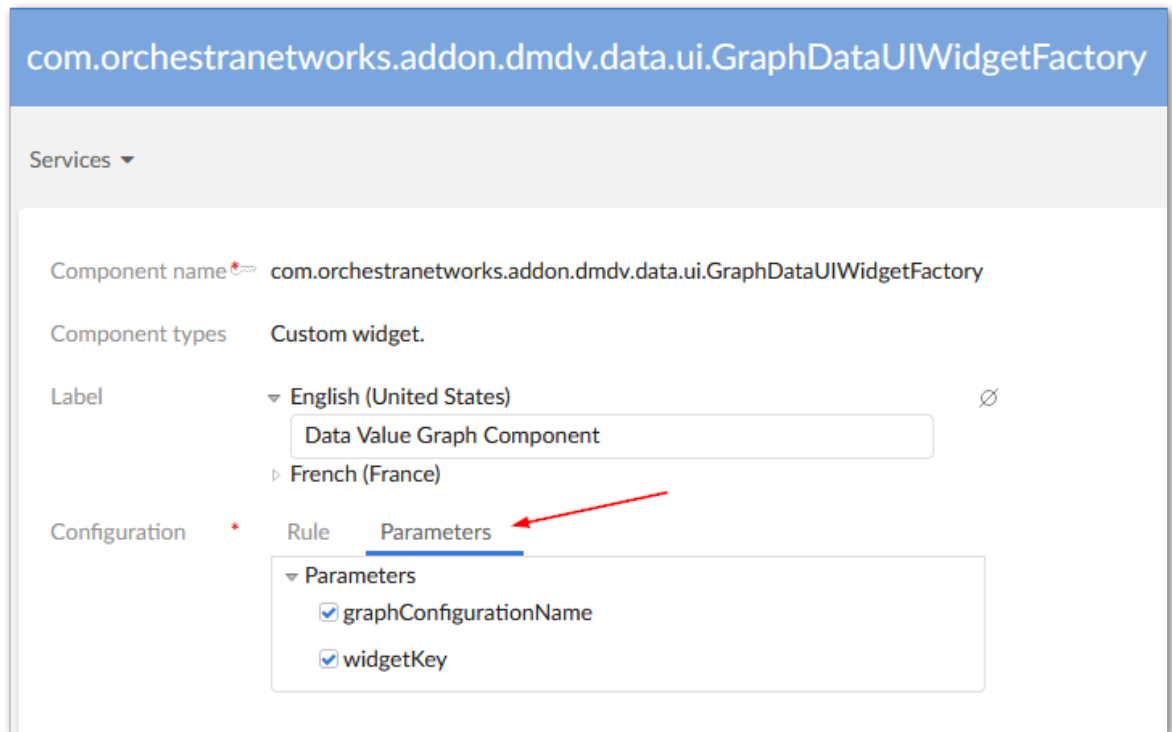 com.orchestranetworks.addon.dmdv.data.ui.GraphDataUIWidgetFactory
Services
Component name * com.orchestranetworks.addon.dmdv.data.ui.GraphDataUIWidgetFactory
Component types Custom widget.
Label English (United States)
Data Value Graph Component
French (France)
Configuration * Rule Parameters
Parameters
graphConfigurationName
widgetKey